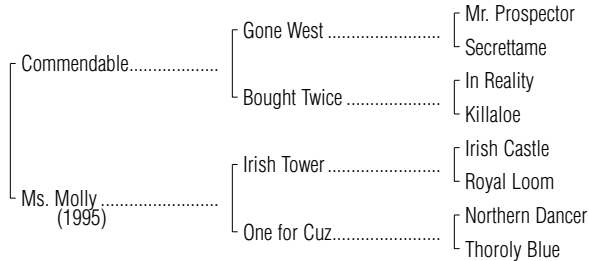 Mr. Prospector
Gone West
Secrettame
Commendable
In Reality
Bought Twice
Killaloe
Irish Castle
Irish Tower
Royal Loom
Ms. Molly
(1995)
Northern Dancer
One for Cuz
Thoroly Blue